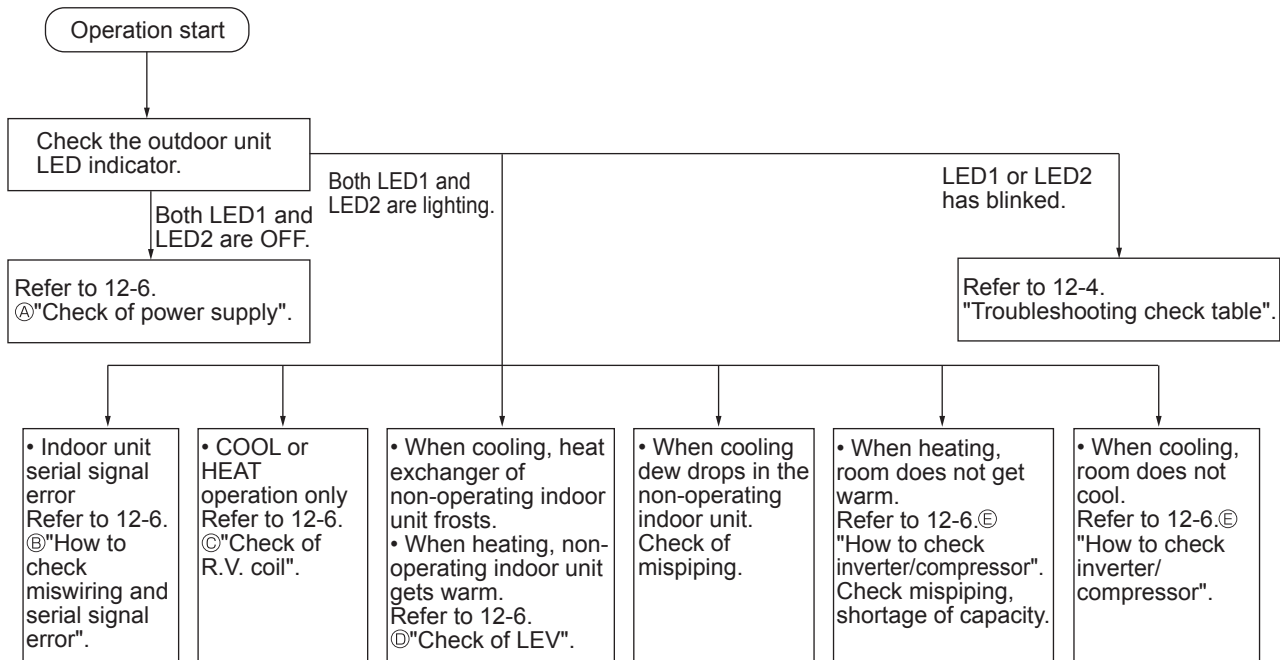 Operation start
Check the outdoor unit
LED indicator.
Both LED1 and
LED2 are lighting.
LED1 or LED2
has blinked.
Both LED1 and
LED2 are OFF.
Refer to 12-6.
Ⓐ"Check of power supply".
Refer to 12-4.
"Troubleshooting check table".
• Indoor unit
serial signal
error
Refer to 12-6.
Ⓑ"How to
check
miswiring and
serial signal
error".
• COOL or
HEAT
operation only
Refer to 12-6.
Ⓒ"Check of
R.V. coil".
• When cooling, heat
exchanger of
non-operating indoor
unit frosts.
• When heating, non-
operating indoor unit
gets warm.
Refer to 12-6.
Ⓓ"Check of LEV".
• When cooling
dew drops in the
non-operating
indoor unit.
Check of
mispiping.
• When heating,
room does not get
warm.
Refer to 12-6.Ⓔ
"How to check
inverter/compressor".
Check mispiping,
shortage of capacity.
• When cooling,
room does not
cool.
Refer to 12-6.Ⓔ
"How to check
inverter/
compressor".